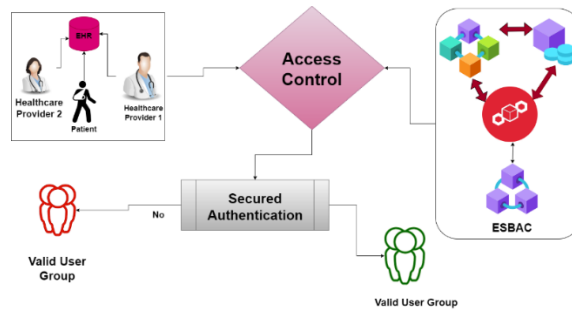 EHR
Healthcare
Provider 2
Patient
Healthcare
Provider 1
Access
Control
ESBAC
Secured
Authentication
No
Valid User
Group
Valid User Group